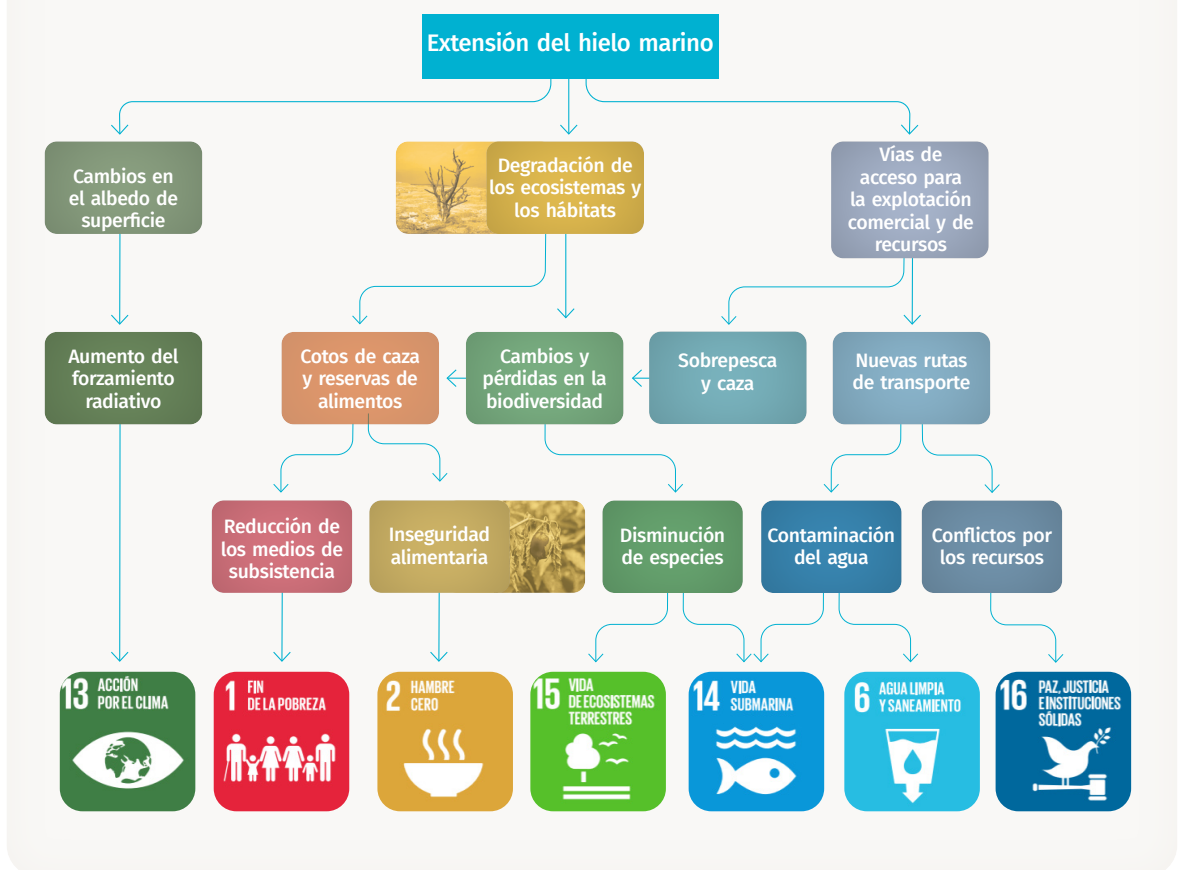 Extensión del hielo marino
Cambios en
el albedo de
superficie
Degradación de
los ecosistemas y
los hábitats
Vías de
acceso para
la explotación
comercial y de
recursos
Aumento del
forzamiento
radiativo
Cotos de caza
y reservas de
alimentos
Cambios y
pérdidas en la
biodiversidad
Sobrepesca
y caza
Nuevas rutas
de transporte
Reducción de
los medios de
subsistencia
Inseguridad
alimentaria
Disminución
de especies
Contaminación
del agua
Conflictos por
los recursos
13 ACCIÓN
POR EL CLIMA
1 FIN
DE LA POBREZA
2 HAMBRE
CERO
15 VIDA
DE ECOSISTEMAS
TERRESTRES
14 VIDA
SUBMARINA
6 AGUA LIMPIA
Y SANEAMIENTO
16 PAZ, JUSTICIA
E INSTITUCIONES
SÓLIDAS